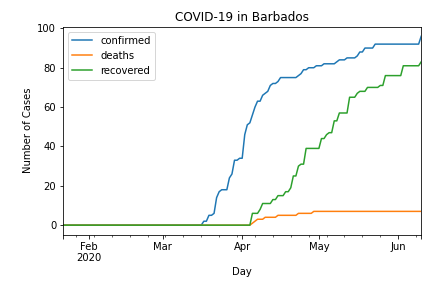 COVID-19 in Barbados
confirmed
deaths
recovered
Number of Cases
100
80
60
40
20
0
Feb
2020
Mar
Apr
May
Jun
Day